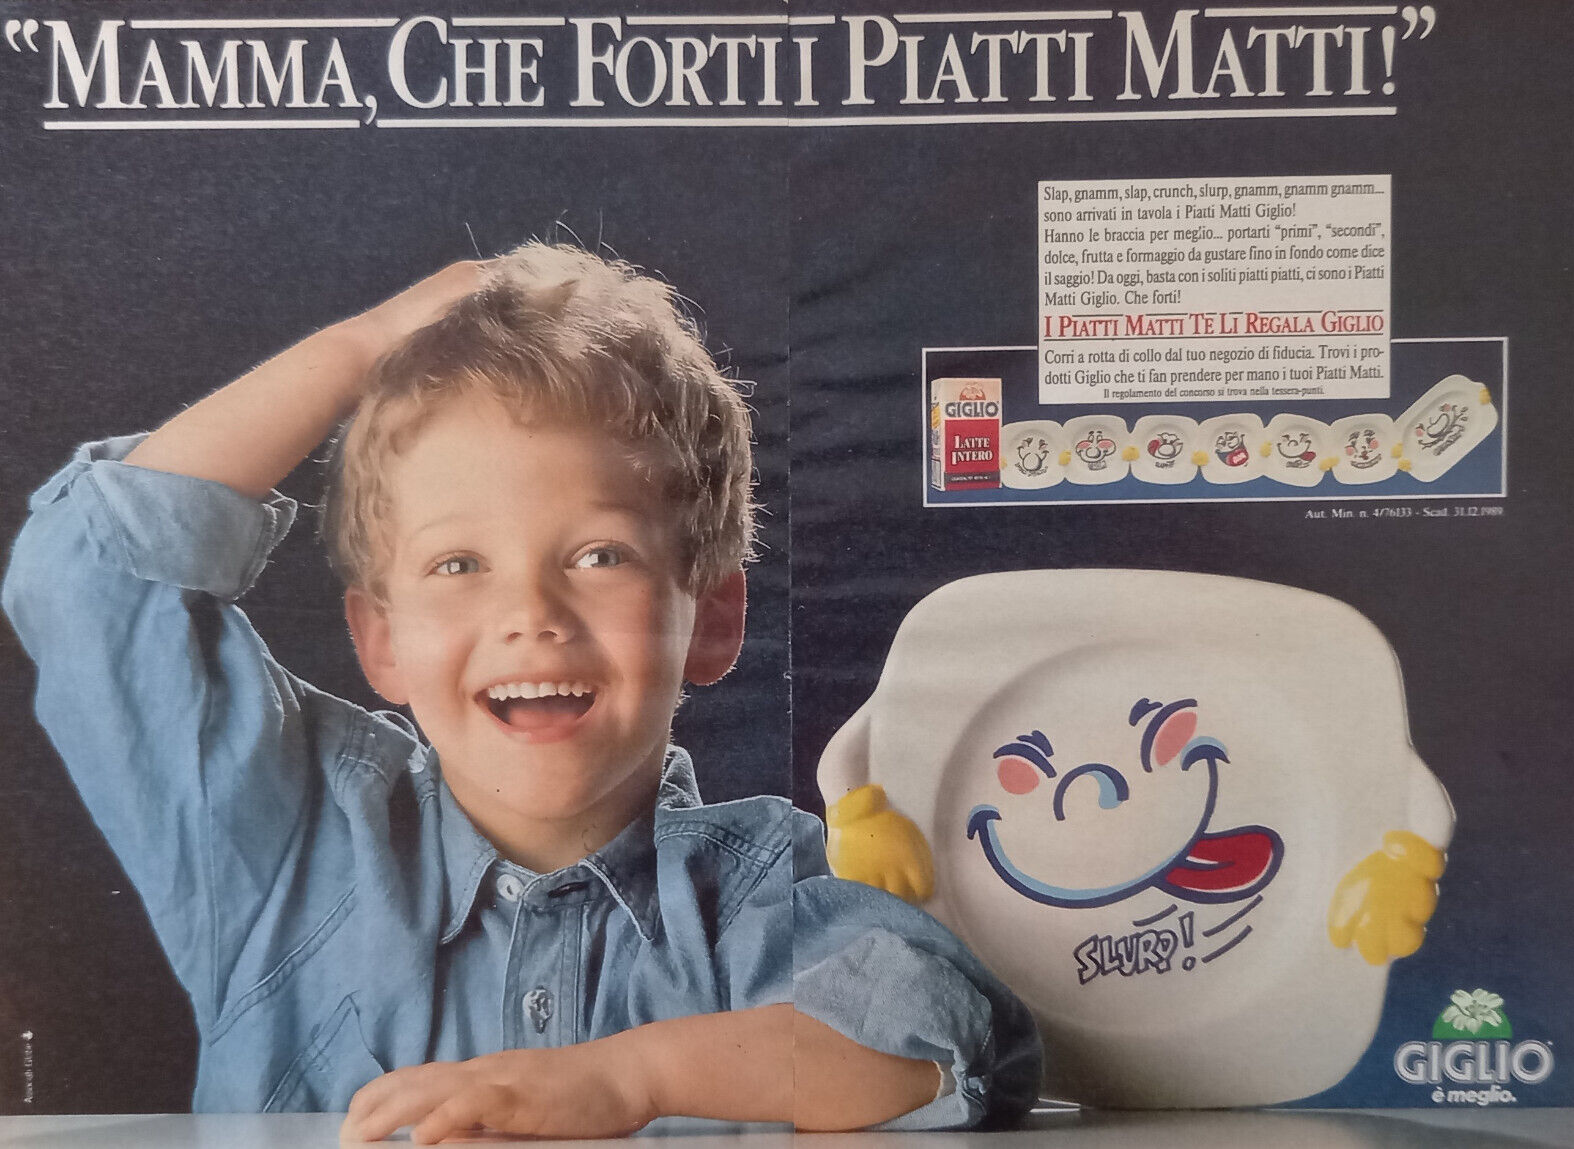 “MAMMA, CHE FORTI I PIATTI MATTI!”
Slap, gnamm, slap, crunch, slurp, gnamm, gnamm gnamm...
sono arrivati in tavola i Piatti Matti Giglio!
Hanno le braccia per meglio... portarti “primi”, “secondi”,
dolce, frutta e formaggio da gustare fino in fondo come dice
il saggio! Da oggi, basta con i soliti piatti piatti, ci sono i Piatti
Matti Giglio. Che forti!
I PIATTI MATTI TE LI REGALA GIGLIO
Corri a rotta di collo dal tuo negozio di fiducia. Trovi i pro-
dotti Giglio che ti fan prendere per mano i tuoi Piatti Matti.
Il regolamento del concorso si trova nella tessera-punti.
GIGLIO
LATTE
INTERO
Aut. Min. n. 4/76133 - Scad. 31.12.1989
SLURP!
GIGLIO
è meglio.